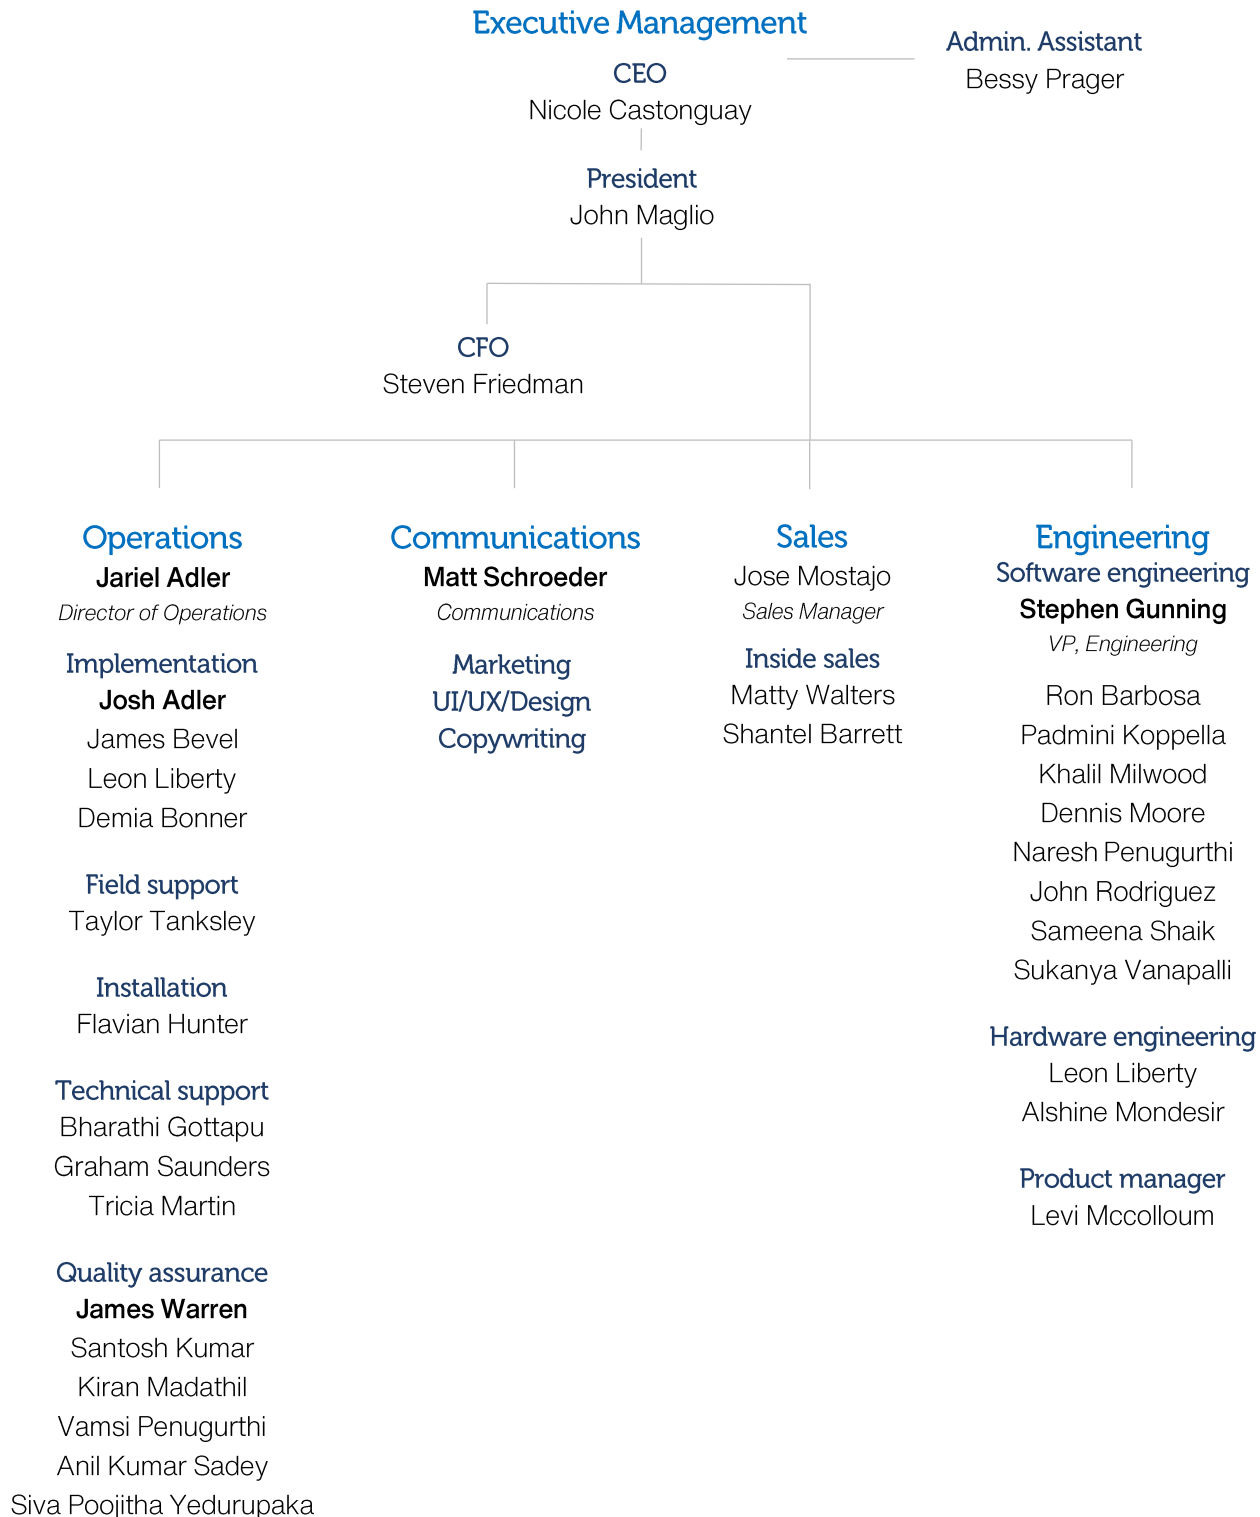 Executive Management
CEO
Nicole Castonguay
Admin. Assistant
Bessy Prager
President
John Maglio
CFO
Steven Friedman
Operations
Jariel Adler
Director of Operations
Implementation
Josh Adler
James Bevel
Leon Liberty
Demia Bonner
Field support
Taylor Tanksley
Installation
Flavian Hunter
Technical support
Bharathi Gottapu
Graham Saunders
Tricia Martin
Quality assurance
James Warren
Santosh Kumar
Kiran Madathil
Vamsi Penugurthi
Anil Kumar Sadey
Siva Poojitha Yedurupaka
Communications
Matt Schroeder
Communications
Marketing
UI/UX/Design
Copywriting
Sales
Jose Mostajo
Sales Manager
Inside sales
Matty Walters
Shantel Barrett
Engineering
Software engineering
Stephen Gunning
VP, Engineering
Ron Barbosa
Padmini Koppella
Khalil Milwood
Dennis Moore
Naresh Penugurthi
John Rodriguez
Sameena Shaik
Sukanya Vanapalli
Hardware engineering
Leon Liberty
Alshine Mondesir
Product manager
Levi Mccolloum